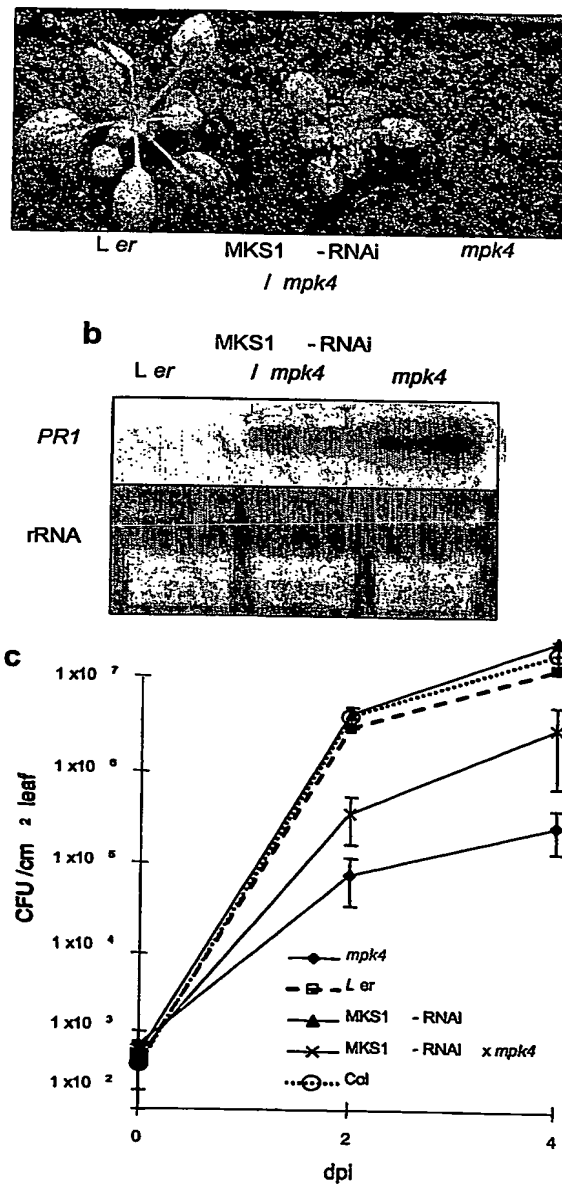 L er MKS1 -RNAi mpk4
/ mpk4
b
MKS1 -RNAi
L er / mpk4 mpk4
PR1
rRNA
c
1 x10 7
1 x10 6
1 x10 5
1 x10 4
1 x10 3
1 x10 2
CFU /cm 2 leaf
mpk4
L er
MKS1 -RNAi
MKS1 -RNAi x mpk4
Col
0 2 4
dpi